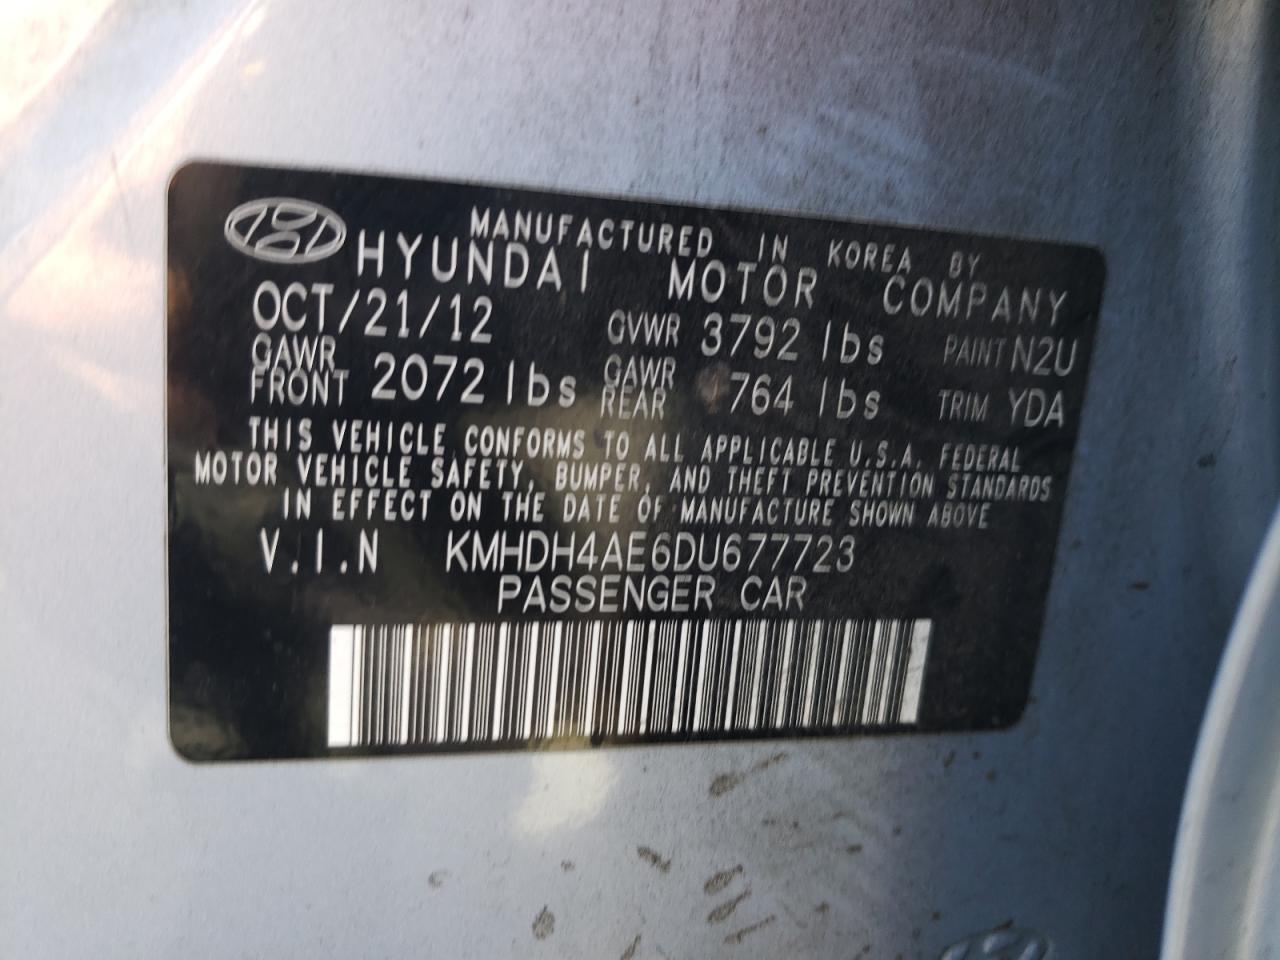 MANUFACTURED IN KOREA BY
HYUNDAI MOTOR COMPANY
OCT/21/12 GVWR 3792 lbs PAINT N2U
GAWR FRONT 2072 lbs GAWR REAR 764 lbs TRIM YDA
THIS VEHICLE CONFORMS TO ALL APPLICABLE U.S.A. FEDERAL
MOTOR VEHICLE SAFETY, BUMPER, AND THEFT PREVENTION STANDARDS
IN EFFECT ON THE DATE OF MANUFACTURE SHOWN ABOVE
V.I.N KMHDH4AE6DU677723
PASSENGER CAR